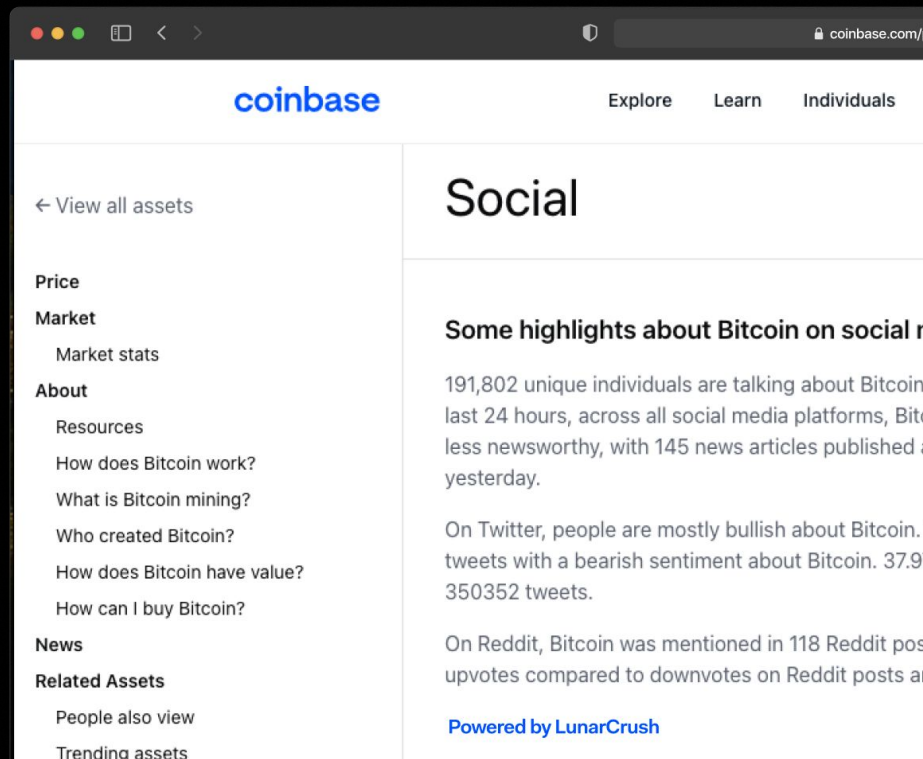 coinbase.com/
coinbase
Explore
Learn
Individuals
← View all assets
Price
Market
Market stats
About
Resources
How does Bitcoin work?
What is Bitcoin mining?
Who created Bitcoin?
How does Bitcoin have value?
How can I buy Bitcoin?
News
Related Assets
People also view
Trending assets
Social
Some highlights about Bitcoin on social
191,802 unique individuals are talking about Bitcoin
last 24 hours, across all social media platforms,
less newsworthy, with 145 news articles published
yesterday.
On Twitter, people are mostly bullish about Bitcoin.
tweets with a bearish sentiment about Bitcoin. 37.9
350352 tweets.
On Reddit, Bitcoin was mentioned in 118 Reddit
upvotes compared to downvotes on Reddit posts
Powered by LunarCrush